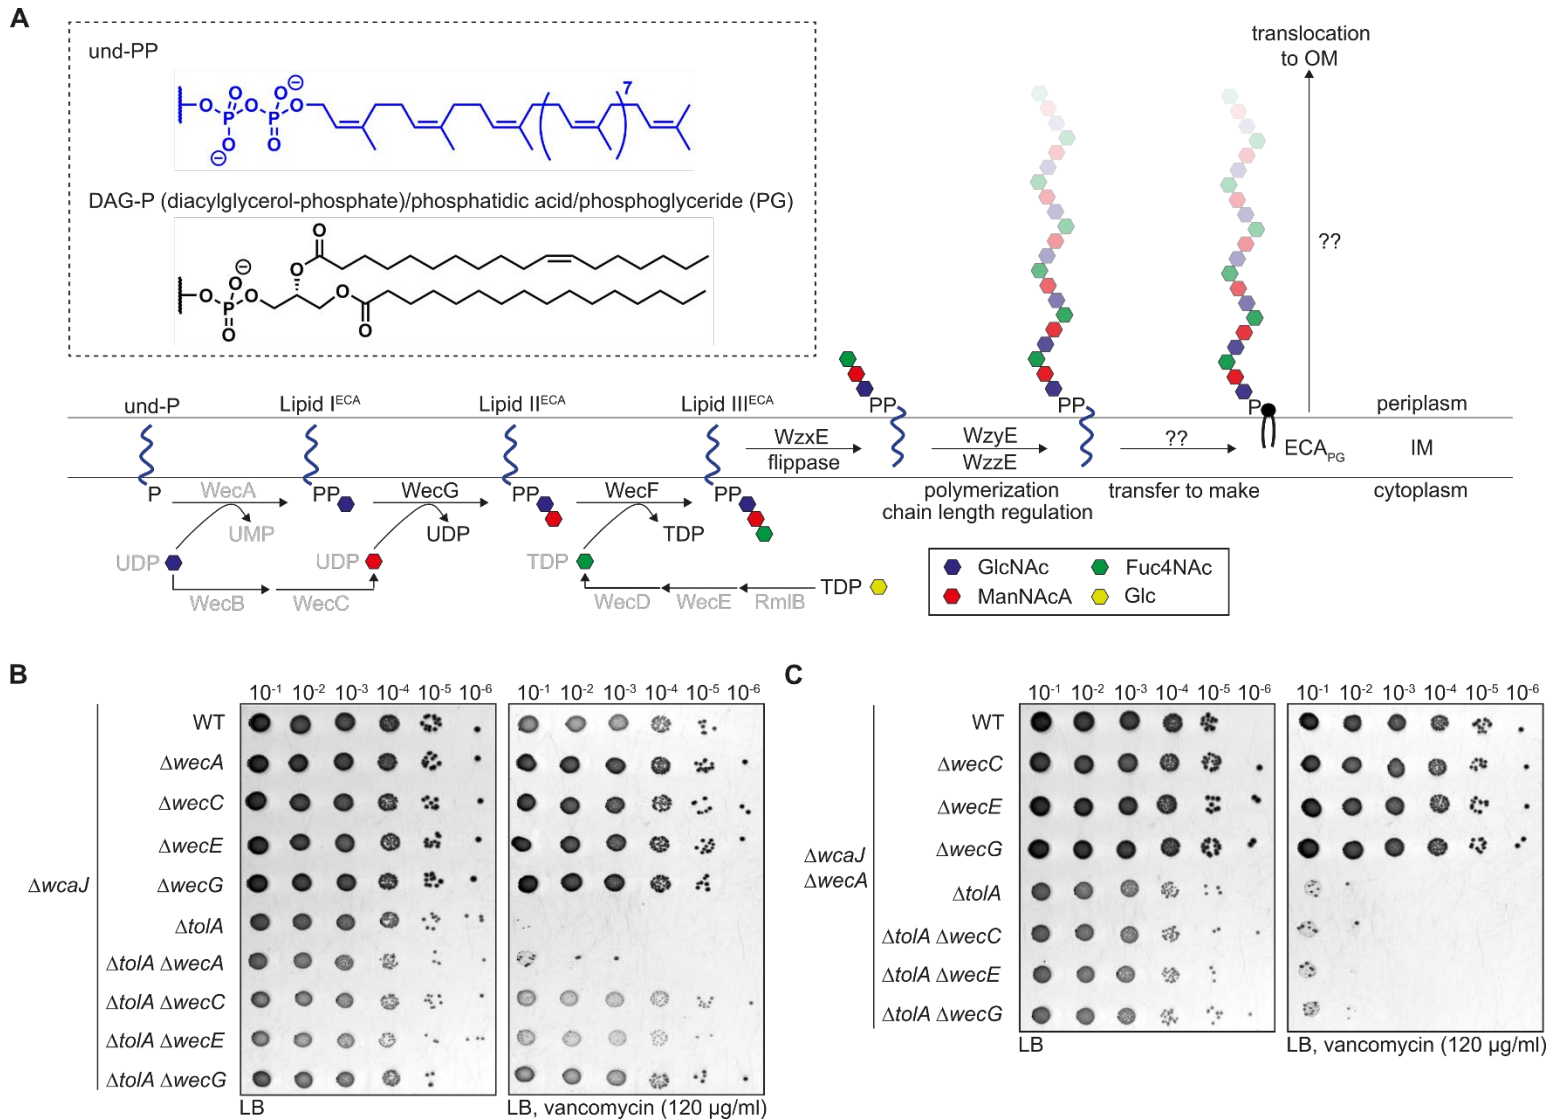 A
und-PP
O O O O O P P O O 7
DAG-P (diacylglycerol-phosphate)/phosphatidic acid/phosphoglyceride (PG)
O O O O P O O O
translocation
to OM
??
und-P
Lipid I^ECA
Lipid II^ECA
Lipid III^ECA
PP
PP
P
periplasm
WzxE
flippase
WzyE
WzzE
??
ECA_PG
IM
P
WecA
PP
WecG
PP
WecF
PP
polymerization
chain length regulation
transfer to make
cytoplasm
UMP
UDP
TDP
UDP
UDP
TDP
WecB
WecC
WecD
WecE
RmlB
TDP
GlcNAc
Fuc4NAc
ManNAcA
Glc
B
10-1 10-2 10-3 10-4 10-5 10-6
10-1 10-2 10-3 10-4 10-5 10-6
ΔwcaJ
WT
ΔwecA
ΔwecC
ΔwecE
ΔwecG
ΔtolA
ΔtolA ΔwecA
ΔtolA ΔwecC
ΔtolA ΔwecE
ΔtolA ΔwecG
LB
LB, vancomycin (120 µg/ml)
C
10-1 10-2 10-3 10-4 10-5 10-6
10-1 10-2 10-3 10-4 10-5 10-6
ΔwcaJ
ΔwecA
WT
ΔwecC
ΔwecE
ΔwecG
ΔtolA
ΔtolA ΔwecC
ΔtolA ΔwecE
ΔtolA ΔwecG
LB
LB, vancomycin (120 µg/ml)